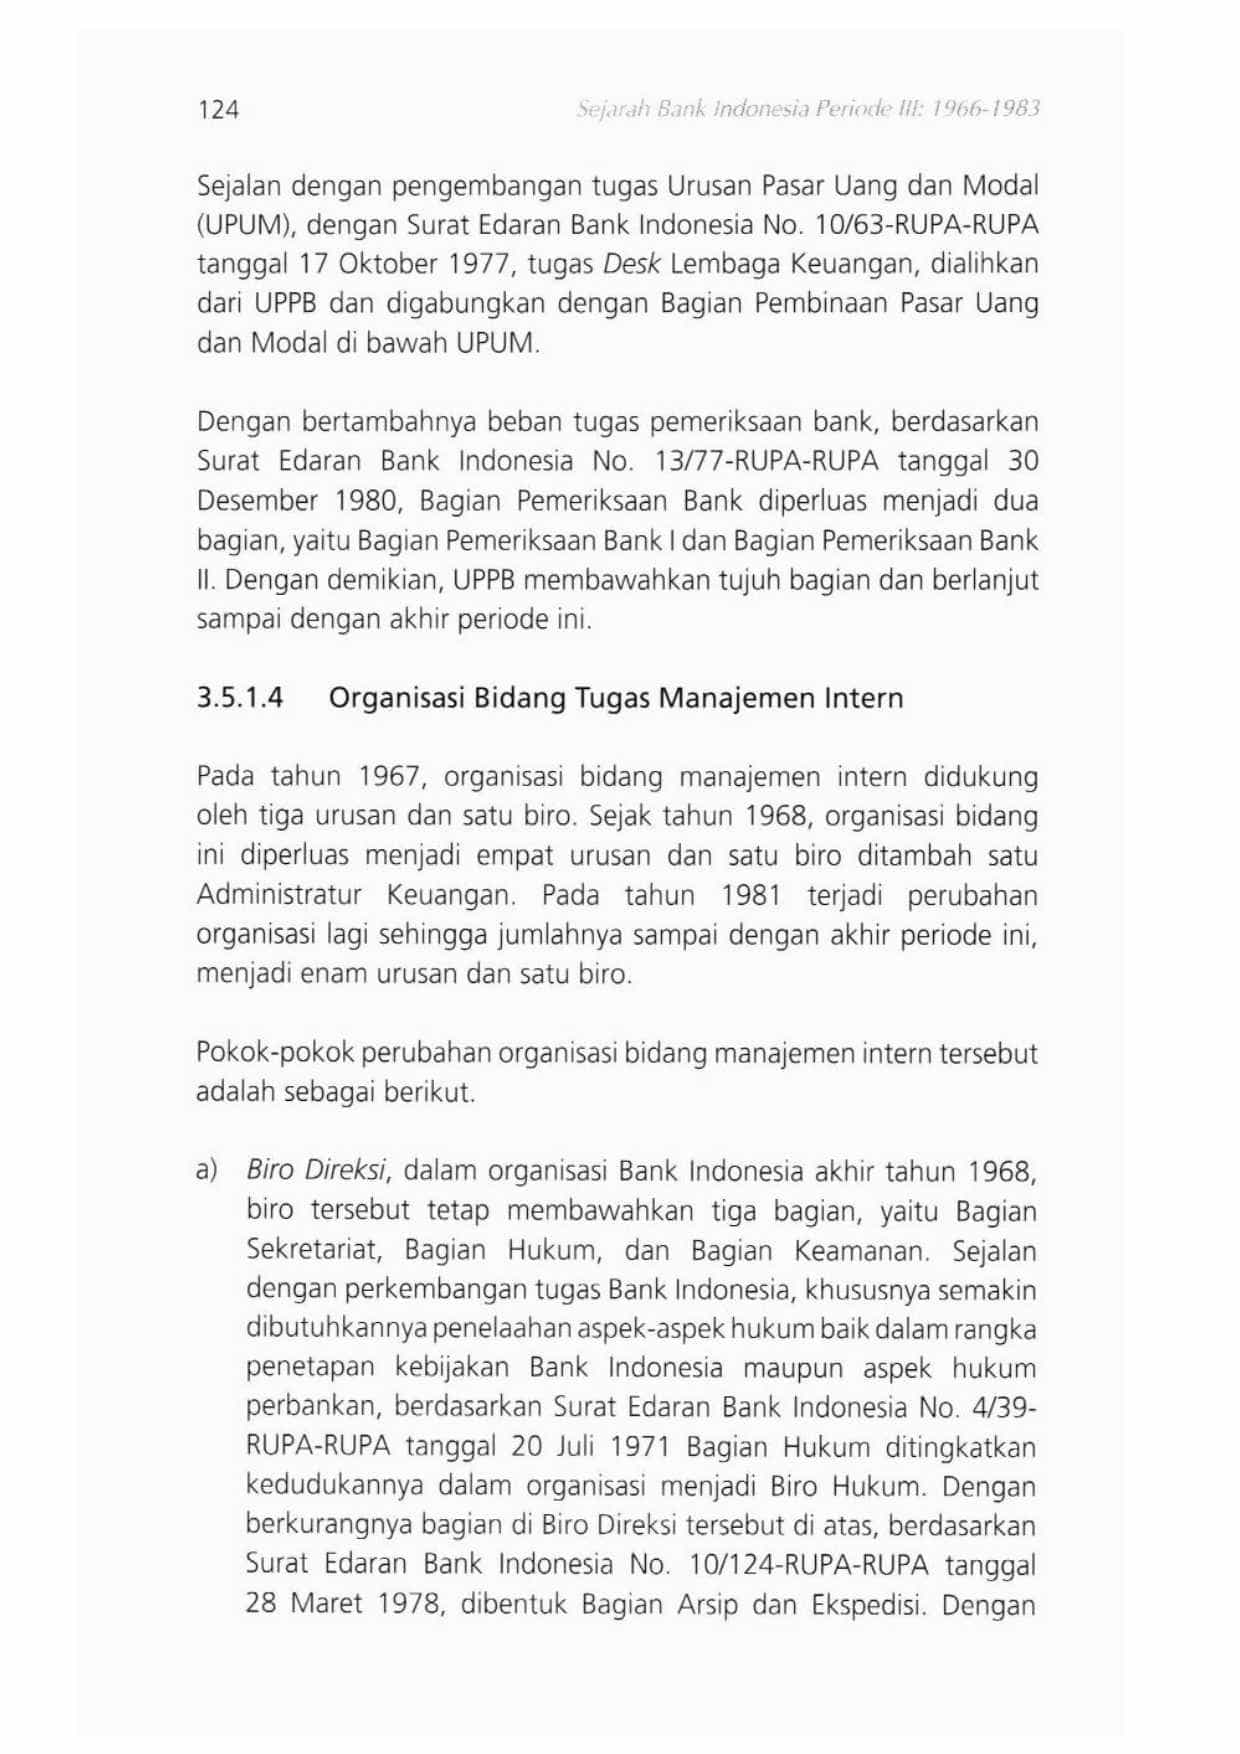 124
Sejarah Bank Indonesia Periode III: 1966-1983
Sejalan dengan pengembangan tugas Urusan Pasar Uang dan Modal
(UPUM), dengan Surat Edaran Bank Indonesia No. 10/63-RUPA-RUPA
tanggal 17 Oktober 1977, tugas Desk Lembaga Keuangan, dialihkan
dari UPPB dan digabungkan dengan Bagian Pembinaan Pasar Uang
dan Modal di bawah UPUM.
Dengan bertambahnya beban tugas pemeriksaan bank, berdasarkan
Surat Edaran Bank Indonesia No. 13/77-RUPA-RUPA tanggal 30
Desember 1980, Bagian Pemeriksaan Bank diperluas menjadi dua
bagian, yaitu Bagian Pemeriksaan Bank I dan Bagian Pemeriksaan Bank
II. Dengan demikian, UPPB membawahkan tujuh bagian dan berlanjut
sampai dengan akhir periode ini.
3.5.1.4 Organisasi Bidang Tugas Manajemen Intern
Pada tahun 1967, organisasi bidang manajemen intern didukung
oleh tiga urusan dan satu biro. Sejak tahun 1968, organisasi bidang
ini diperluas menjadi empat urusan dan satu biro ditambah satu
Administratur Keuangan. Pada tahun 1981 terjadi perubahan
organisasi lagi sehingga jumlahnya sampai dengan akhir periode ini,
menjadi enam urusan dan satu biro.
Pokok-pokok perubahan organisasi bidang manajemen intern tersebut
adalah sebagai berikut.
a) Biro Direksi, dalam organisasi Bank Indonesia akhir tahun 1968,
biro tersebut tetap membawahkan tiga bagian, yaitu Bagian
Sekretariat, Bagian Hukum, dan Bagian Keamanan. Sejalan
dengan perkembangan tugas Bank Indonesia, khususnya semakin
dibutuhkannya penelaahan aspek-aspek hukum baik dalam rangka
penetapan kebijakan Bank Indonesia maupun aspek hukum
perbankan, berdasarkan Surat Edaran Bank Indonesia No. 4/39-
RUPA-RUPA tanggal 20 Juli 1971 Bagian Hukum ditingkatkan
kedudukannya dalam organisasi menjadi Biro Hukum. Dengan
berkurangnya bagian di Biro Direksi tersebut di atas, berdasarkan
Surat Edaran Bank Indonesia No. 10/124-RUPA-RUPA tanggal
28 Maret 1978, dibentuk Bagian Arsip dan Ekspedisi. Dengan